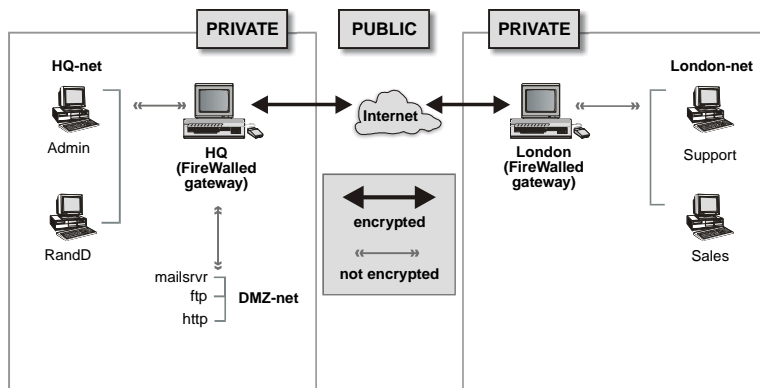 PRIVATE
PUBLIC
PRIVATE
HQ-net
London-net
Internet
Admin
HQ
(FireWalled
gateway)
London
(FireWalled
gateway)
Support
encrypted
RandD
Sales
not encrypted
mailsrvr
ftp
http
DMZ-net